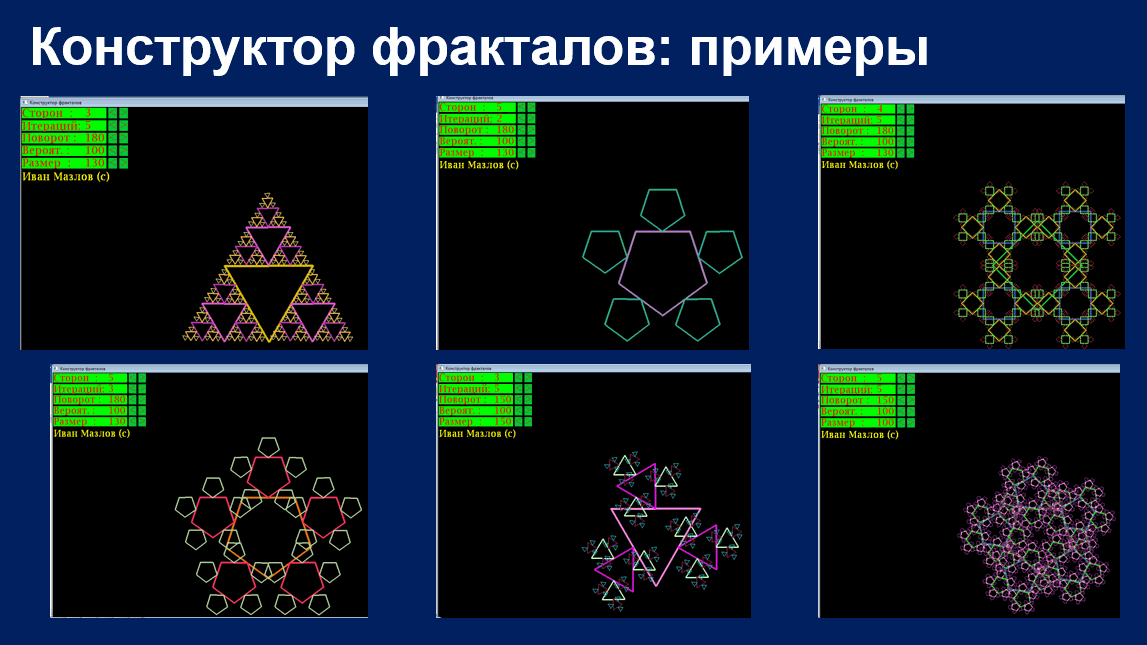 Конструктор фракталов: примеры
Конструктор фракталов
Сторон : 3 < >
Итераций: 5 < >
Поворот : 180 < >
Вероят. : 100 < >
Размер : 130 < >
Иван Мазлов (с)
Конструктор фракталов
Сторон : 5 < >
Итераций: 2 < >
Поворот : 180 < >
Вероят. : 100 < >
Размер : 130 < >
Иван Мазлов (с)
Конструктор фракталов
Сторон : 4 < >
Итераций: 5 < >
Поворот : 180 < >
Вероят. : 100 < >
Размер : 130 < >
Иван Мазлов (с)
Конструктор фракталов
Сторон : 5 < >
Итераций: 3 < >
Поворот : 180 < >
Вероят. : 100 < >
Размер : 130 < >
Иван Мазлов (с)
Конструктор фракталов
Сторон : 3 < >
Итераций: 5 < >
Поворот : 150 < >
Вероят. : 100 < >
Размер : 150 < >
Иван Мазлов (с)
Конструктор фракталов
Сторон : 5 < >
Итераций: 5 < >
Поворот : 150 < >
Вероят. : 100 < >
Размер : 100 < >
Иван Мазлов (с)